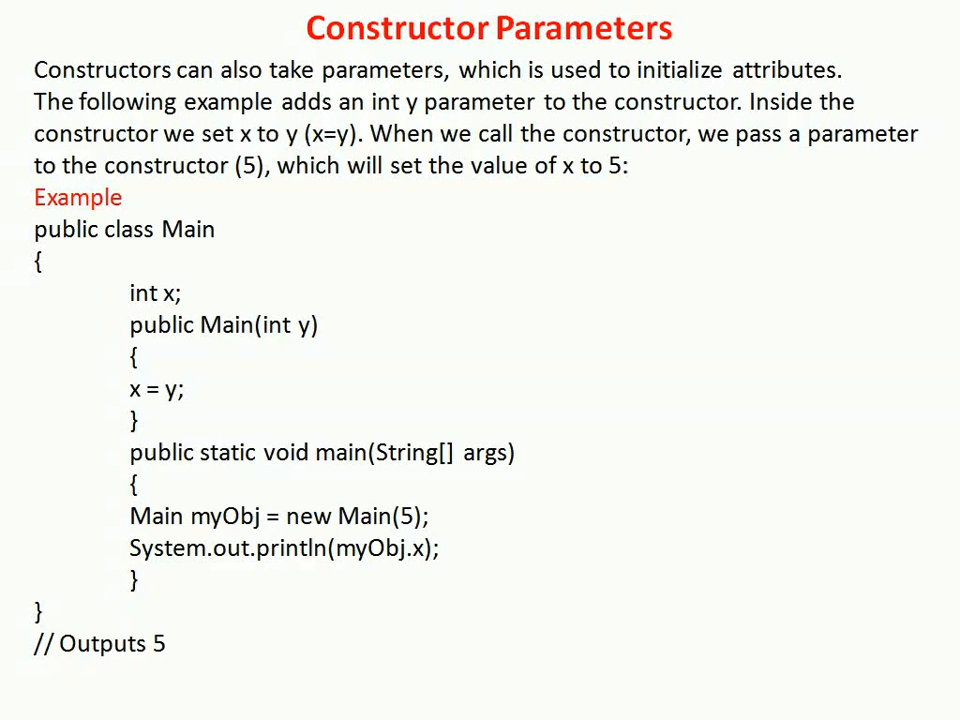 Constructor Parameters
Constructors can also take parameters, which is used to initialize attributes.
The following example adds an int y parameter to the constructor. Inside the
constructor we set x to y (x=y). When we call the constructor, we pass a parameter
to the constructor (5), which will set the value of x to 5:
Example
public class Main
{
int x;
public Main(int y)
{
x = y;
}
public static void main(String[] args)
{
Main myObj = new Main(5);
System.out.println(myObj.x);
}
}
// Outputs 5